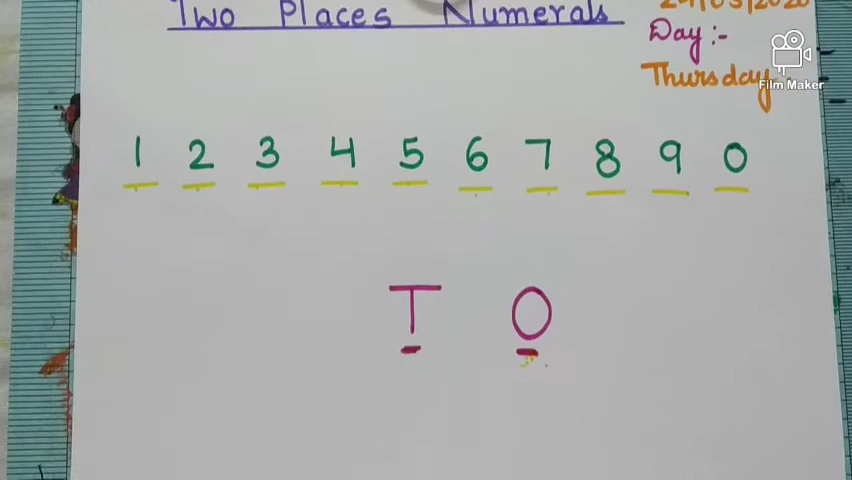 Two Places Numerals
Day :-
Thursday.
Film Maker
1 2 3 4 5 6 7 8 9 0
T O